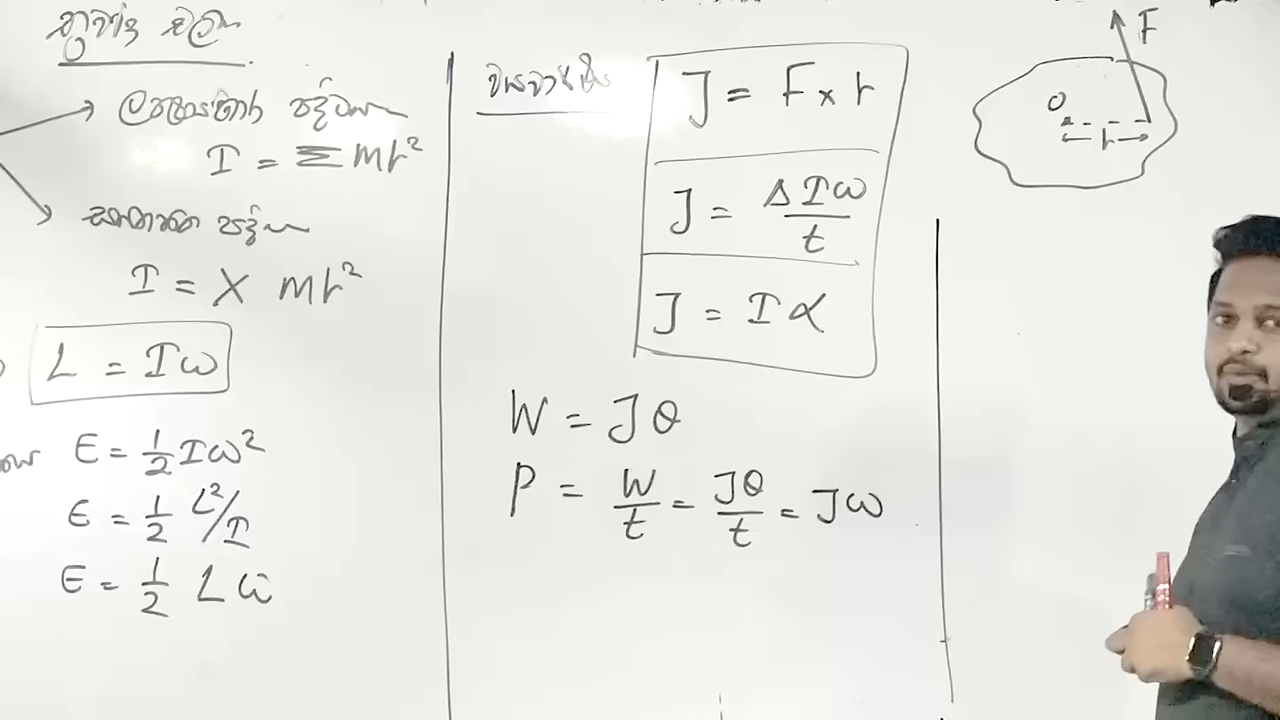 I = Σ mr²
I = X mr²
L = Iω
E = ½ Iω²
E = ½ L²/I
E = ½ Lω
J = F × r
J = ΔIω / t
J = Iα
W = Jθ
P = W/t = Jθ/t = Jω
F
O
r